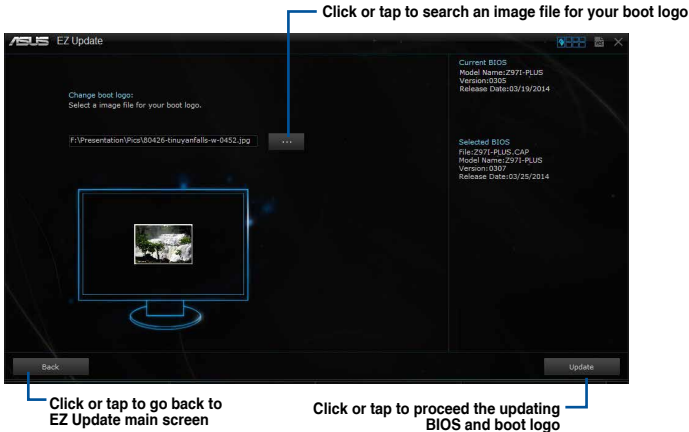 Click or tap to search an image file for your boot logo
ASUS EZ Update
Change boot logo:
Select a image file for your boot logo.
F:\Presentation\Pics\80426-tinuyanfalls-w-0452.jpg
...
Current BIOS
Model Name:Z97I-PLUS
Version:0305
Release Date:03/19/2014
Selected BIOS
File:Z97I-PLUS.CAP
Model Name:Z97I-PLUS
Version:0307
Release Date:03/25/2014
Back
Update
Click or tap to go back to
EZ Update main screen
Click or tap to proceed the updating
BIOS and boot logo